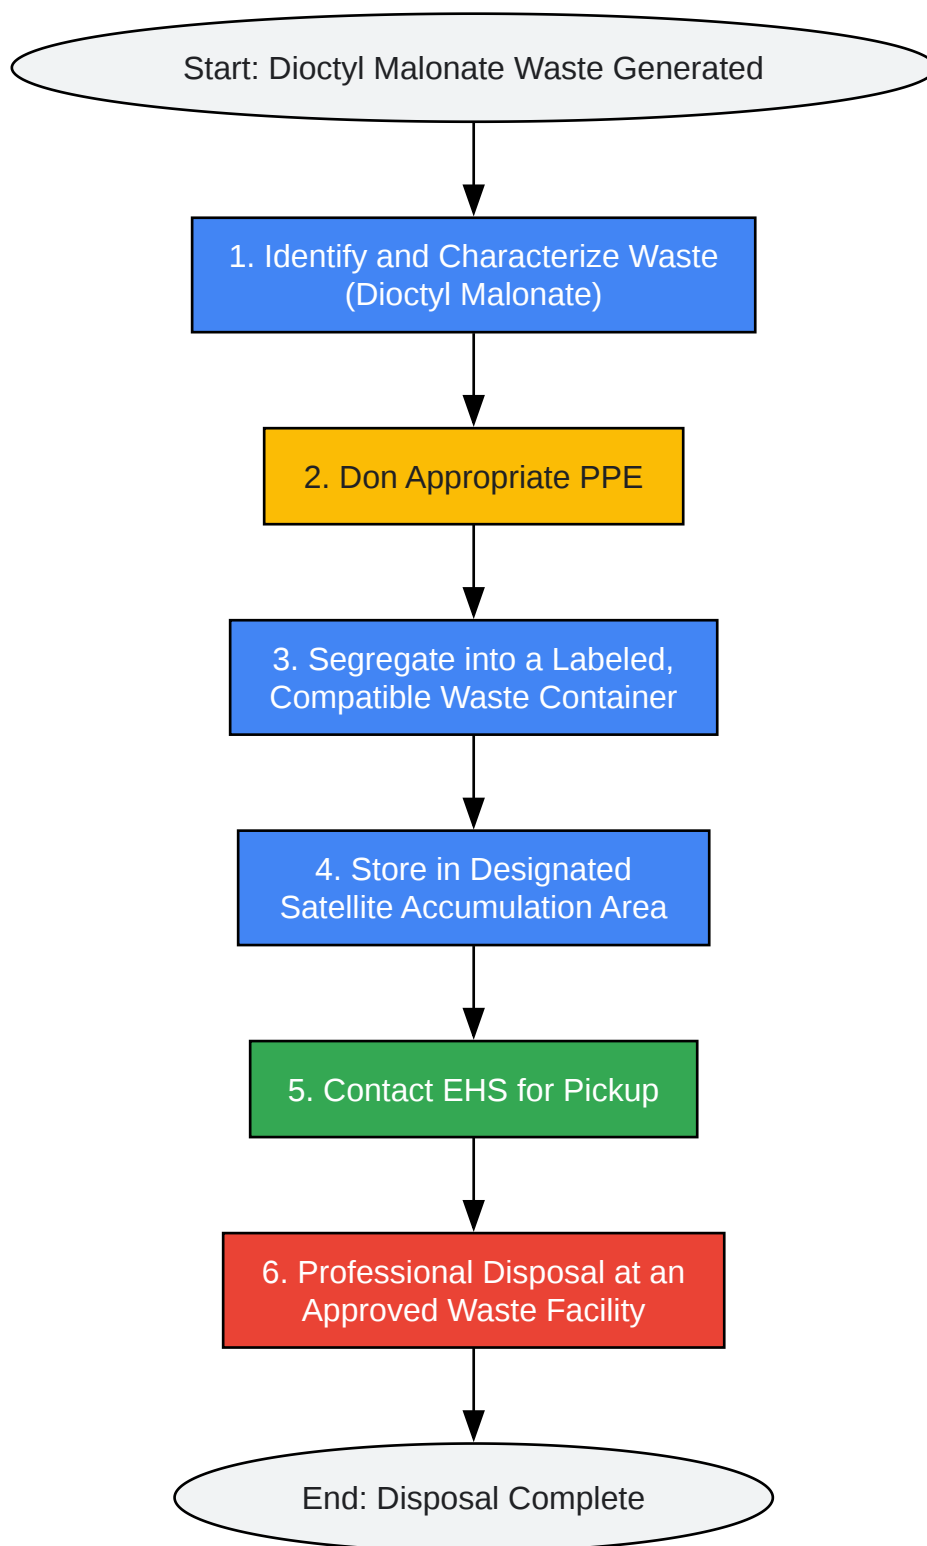 Start: Dioctyl Malonate Waste Generated
1. Identify and Characterize Waste
(Dioctyl Malonate)
2. Don Appropriate PPE
3. Segregate into a Labeled,
Compatible Waste Container
4. Store in Designated
Satellite Accumulation Area
5. Contact EHS for Pickup
6. Professional Disposal at an
Approved Waste Facility
End: Disposal Complete